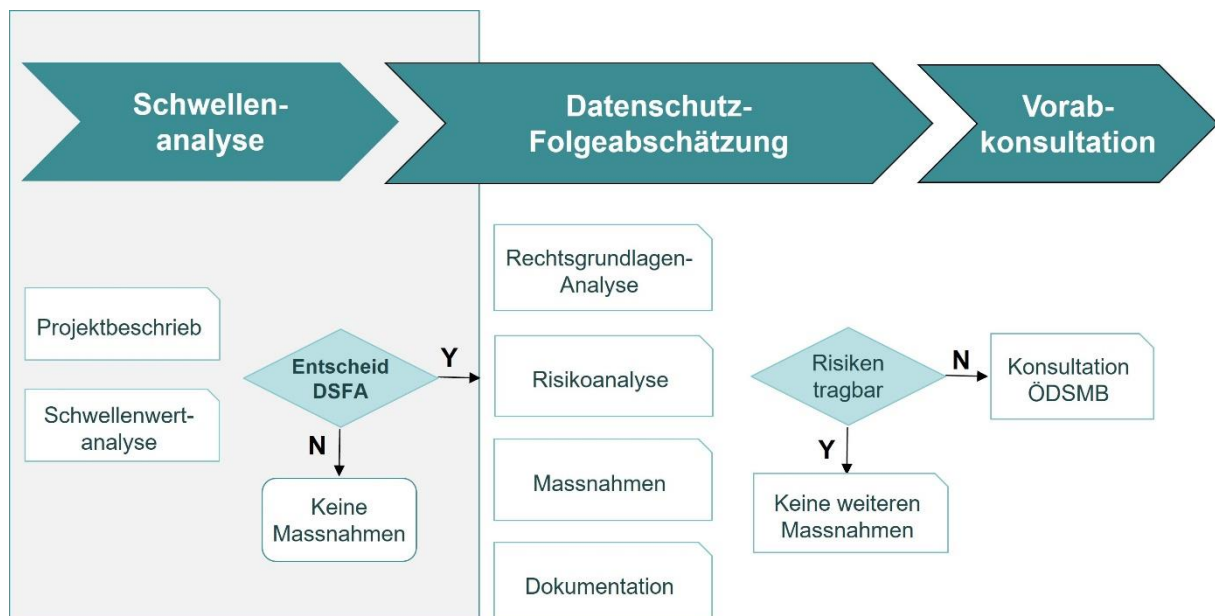 Schwellen-
analyse
Datenschutz-
Folgeabschätzung
Vorab-
konsultation
Projektbeschrieb
Schwellenwert-
analyse
Entscheid
DSFA
Y
N
Keine
Massnahmen
Rechtsgrundlagen-
Analyse
Risikoanalyse
Massnahmen
Dokumentation
Risiken
tragbar
N
Y
Konsultation
ÖDSMB
Keine weiteren
Massnahmen